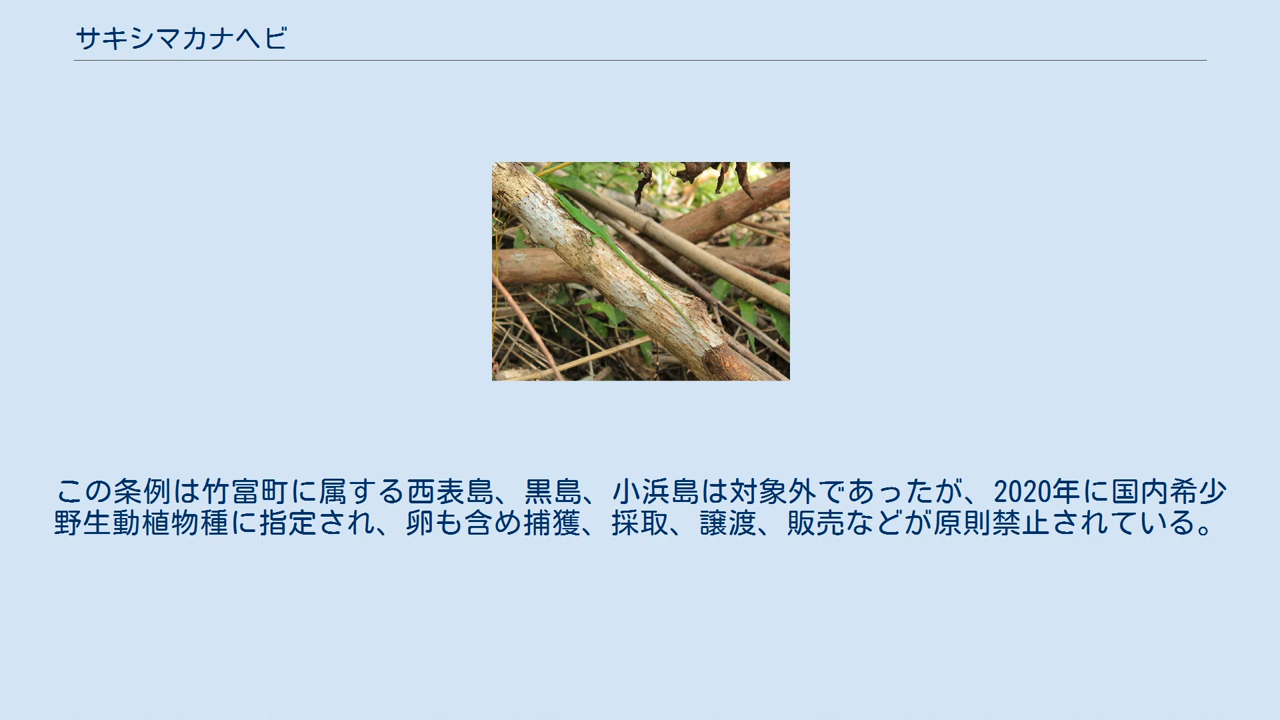 サキシマカナヘビ
この条例は竹富町に属する西表島、黒島、小浜島は対象外であったが、2020年に国内希少
野生動植物種に指定され、卵も含め捕獲、採取、譲渡、販売などが原則禁止されている。